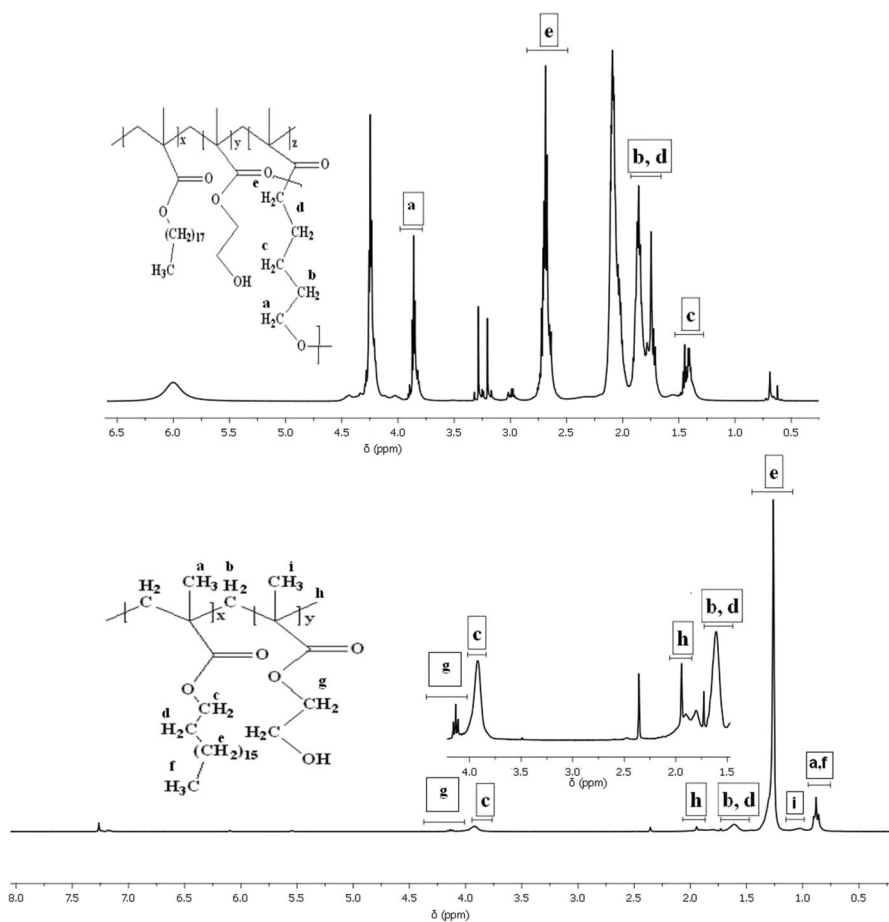 e
b, d
a
c
x
y
z
O
O
O
O
O
e
H₂C
d
O
(CH₂)₁₇
CH₂
c
H₃C
H₂C
b
OH
CH₂
a
H₂C
O
6.5 6.0 5.5 5.0 4.5 4.0 3.5 3.0 2.5 2.0 1.5 1.0 0.5
δ (ppm)
e
a b i
H₂ CH₃ H₂ CH₃ h
C C
x y
O O
O O
c g
CH₂ CH₂
d
H₂C H₂C
e
(CH₂)₁₅ OH
f
H₃C
b, d
c
h
g
4.0 3.5 3.0 2.5 2.0 1.5
δ (ppm)
a,f
g
c
h
b, d
i
8.0 7.5 7.0 6.5 6.0 5.5 5.0 4.5 4.0 3.5 3.0 2.5 2.0 1.5 1.0 0.5
δ (ppm)